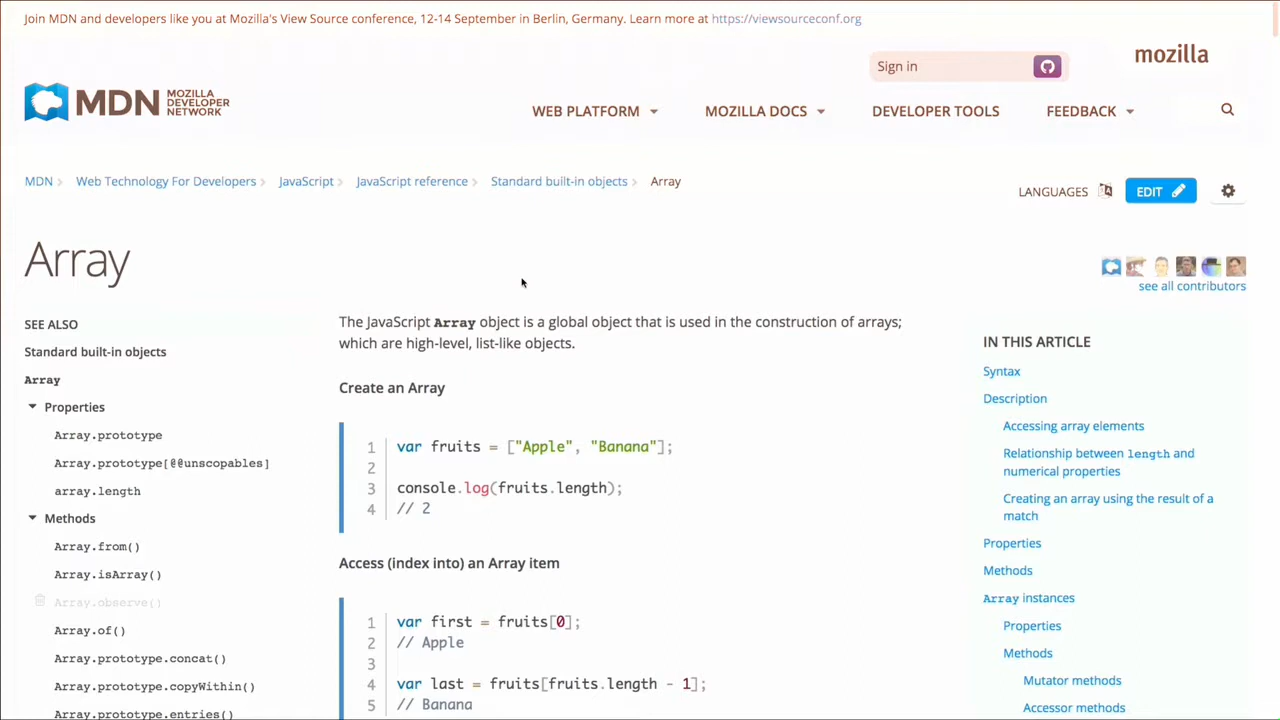 Join MDN and developers like you at Mozilla's View Source conference, 12-14 September in Berlin, Germany. Learn more at https://viewsourceconf.org
mozilla
Sign in
MDN MOZILLA DEVELOPER NETWORK
WEB PLATFORM MOZILLA DOCS DEVELOPER TOOLS FEEDBACK
MDN Web Technology For Developers JavaScript JavaScript reference Standard built-in objects Array
LANGUAGES EDIT
Array
see all contributors
SEE ALSO
Standard built-in objects
Array
Properties
Array.prototype
Array.prototype[@@unscopables]
array.length
Methods
Array.from()
Array.isArray()
Array.observe()
Array.of()
Array.prototype.concat()
Array.prototype.copyWithin()
Array.prototype.entries()
The JavaScript Array object is a global object that is used in the construction of arrays;
which are high-level, list-like objects.
Create an Array
1 var fruits = ["Apple", "Banana"];
2
3 console.log(fruits.length);
4 // 2
Access (index into) an Array item
1 var first = fruits[0];
2 // Apple
3
4 var last = fruits[fruits.length - 1];
5 // Banana
IN THIS ARTICLE
Syntax
Description
Accessing array elements
Relationship between length and
numerical properties
Creating an array using the result of a
match
Properties
Methods
Array instances
Properties
Methods
Mutator methods
Accessor methods